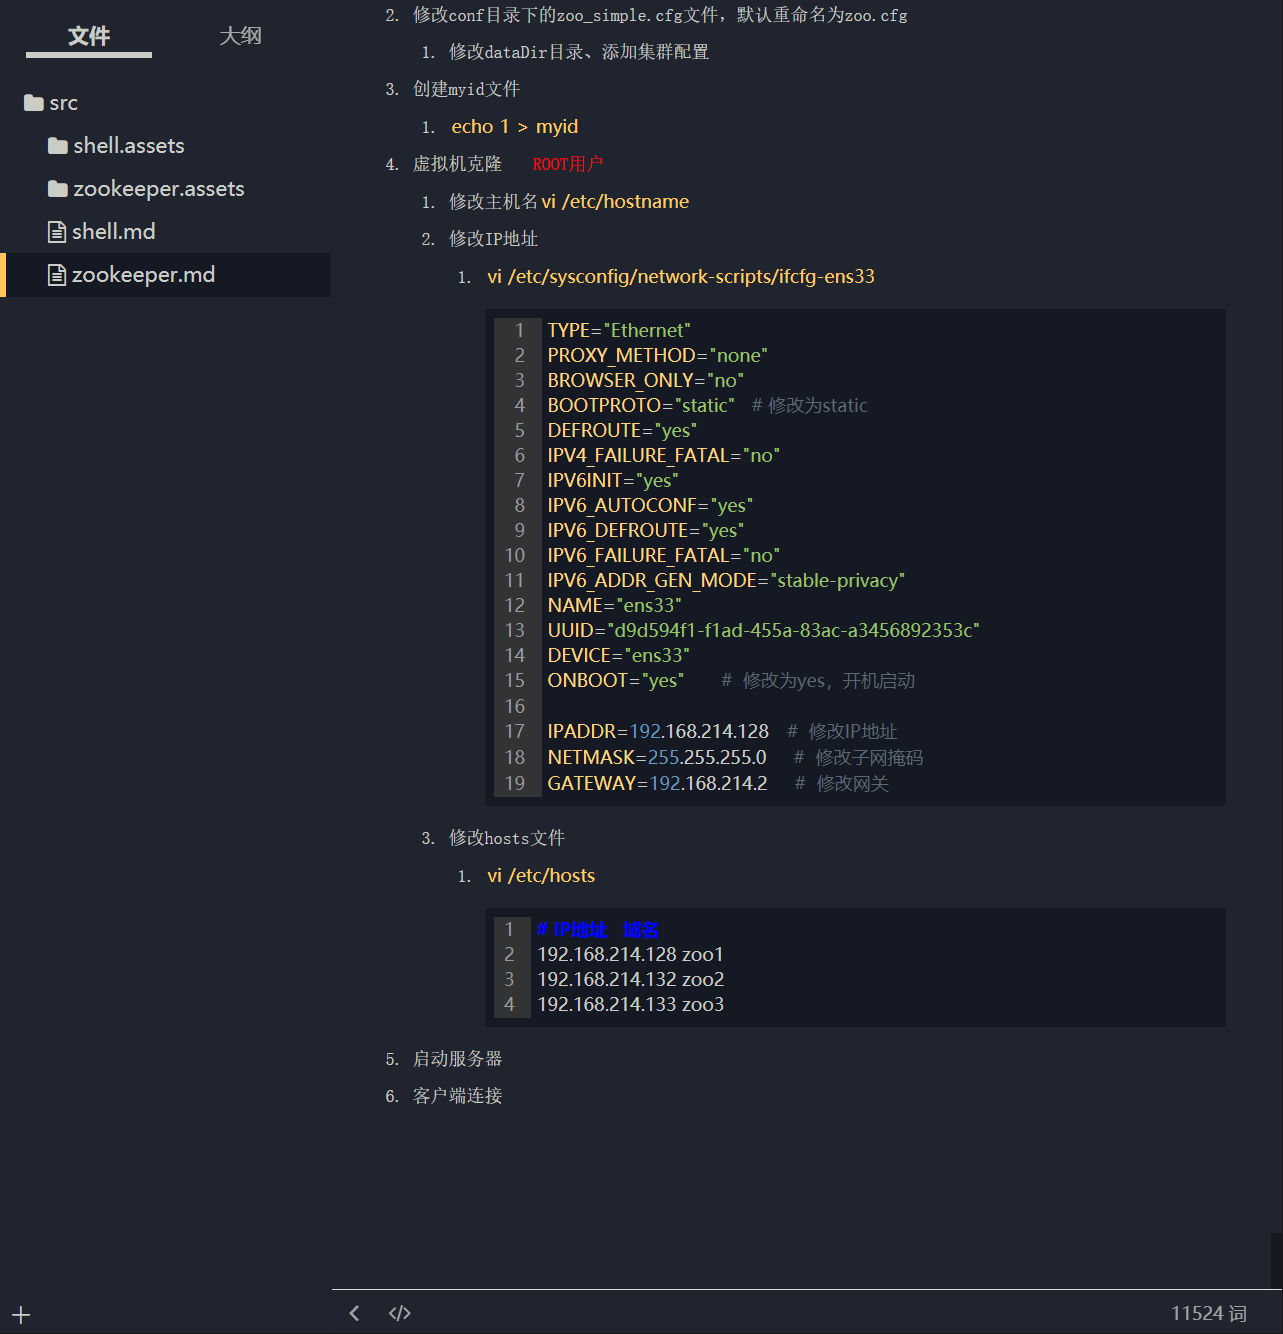 文件
大纲
src
shell.assets
zookeeper.assets
shell.md
zookeeper.md
2. 修改conf目录下的zoo_simple.cfg文件，默认重命名为zoo.cfg
1. 修改dataDir目录、添加集群配置
3. 创建myid文件
1. echo 1 > myid
4. 虚拟机克隆 ROOT用户
1. 修改主机名vi /etc/hostname
2. 修改IP地址
1. vi /etc/sysconfig/network-scripts/ifcfg-ens33
1 TYPE="Ethernet"
2 PROXY_METHOD="none"
3 BROWSER_ONLY="no"
4 BOOTPROTO="static" # 修改为static
5 DEFROUTE="yes"
6 IPV4_FAILURE_FATAL="no"
7 IPV6INIT="yes"
8 IPV6_AUTOCONF="yes"
9 IPV6_DEFROUTE="yes"
10 IPV6_FAILURE_FATAL="no"
11 IPV6_ADDR_GEN_MODE="stable-privacy"
12 NAME="ens33"
13 UUID="d9d594f1-f1ad-455a-83ac-a3456892353c"
14 DEVICE="ens33"
15 ONBOOT="yes" # 修改为yes，开机启动
16
17 IPADDR=192.168.214.128 # 修改IP地址
18 NETMASK=255.255.255.0 # 修改子网掩码
19 GATEWAY=192.168.214.2 # 修改网关
3. 修改hosts文件
1. vi /etc/hosts
1 # IP地址 域名
2 192.168.214.128 zoo1
3 192.168.214.132 zoo2
4 192.168.214.133 zoo3
5. 启动服务器
6. 客户端连接
+
< </>
11524 词